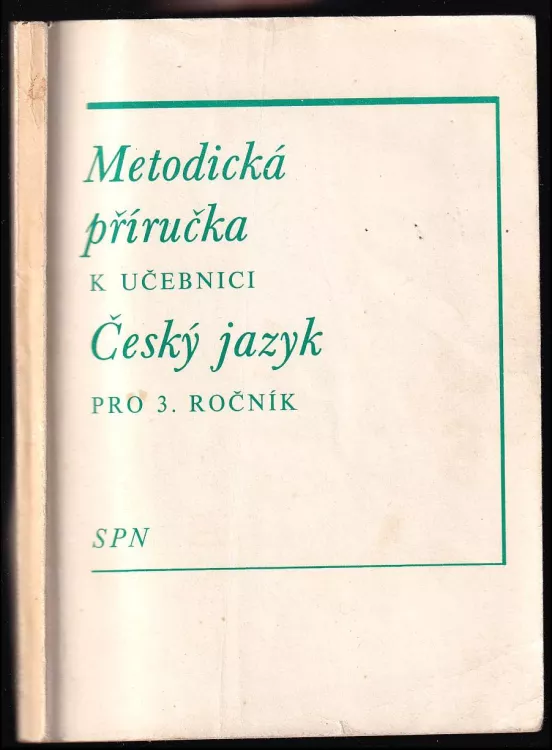 Metodická
příručka
K UČEBNICI
Český jazyk
PRO 3. ROČNÍK
SPN